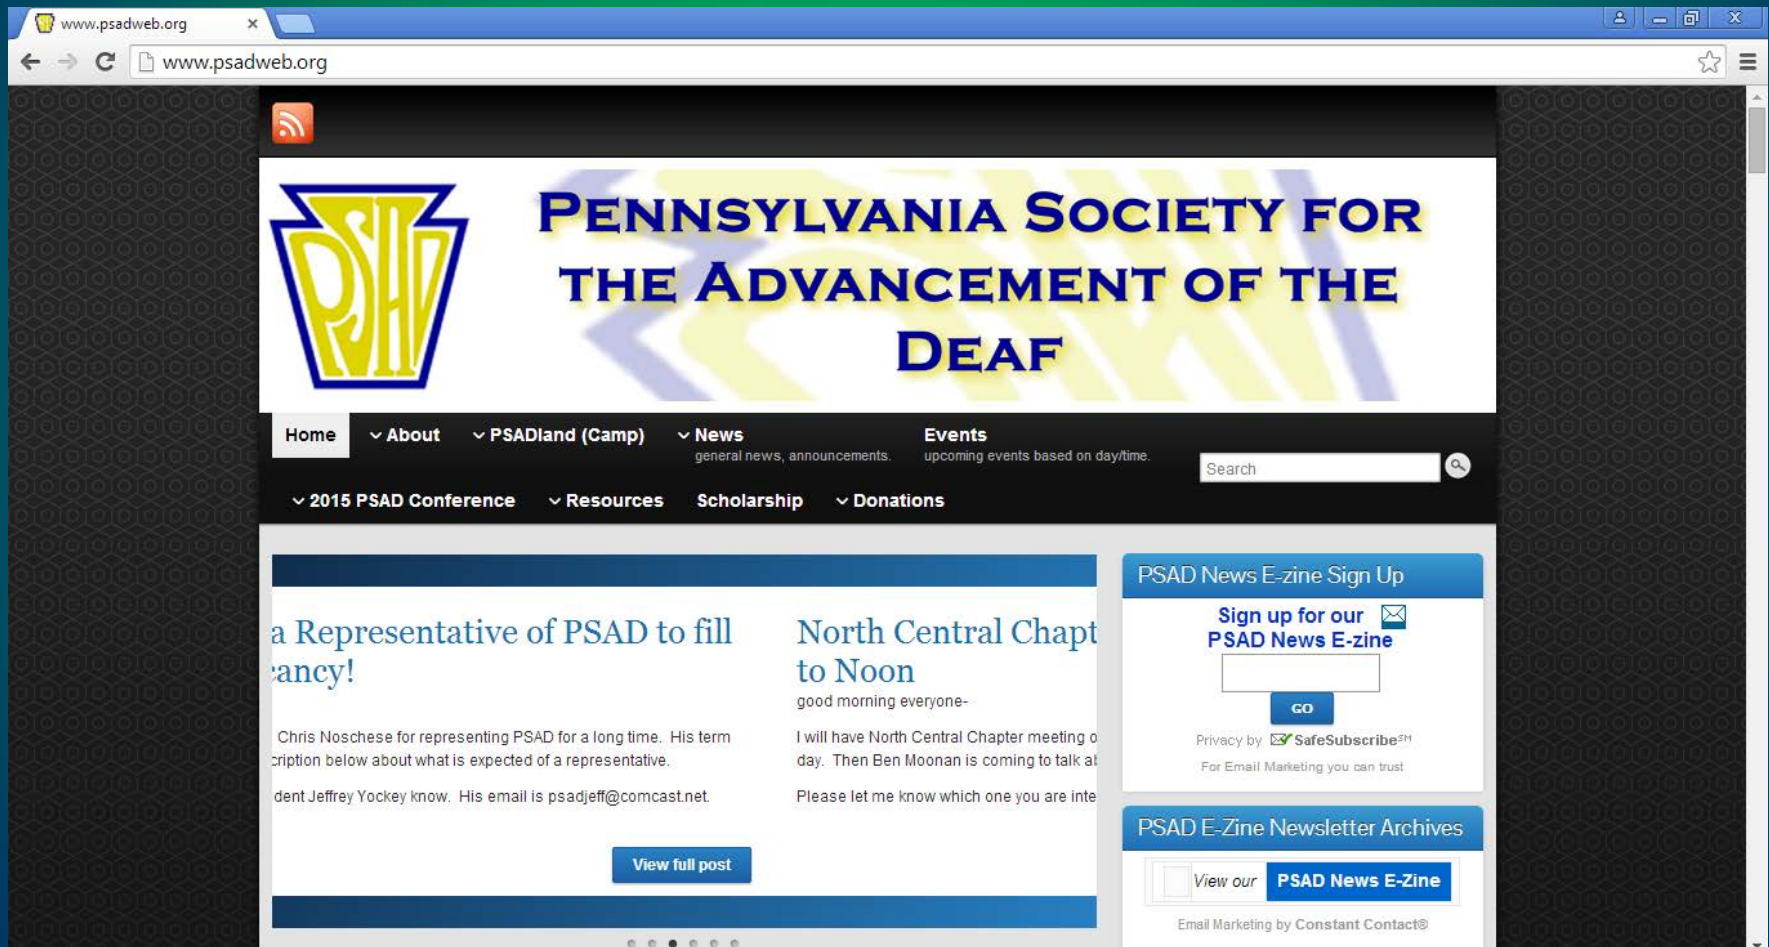 www.psadweb.org
www.psadweb.org
PSAD
PENNSYLVANIA SOCIETY FOR
THE ADVANCEMENT OF THE
DEAF
Home
About
PSADland (Camp)
News
general news, announcements.
Events
upcoming events based on day/time.
Search
2015 PSAD Conference
Resources
Scholarship
Donations
a Representative of PSAD to fill
cancy!
Chris Noschese for representing PSAD for a long time. His term
cription below about what is expected of a representative.
dent Jeffrey Yockey know. His email is psadjeff@comcast.net.
View full post
North Central Chapt
to Noon
good morning everyone-
I will have North Central Chapter meeting o
day. Then Ben Moonan is coming to talk a
Please let me know which one you are inte
PSAD News E-zine Sign Up
Sign up for our
PSAD News E-zine
GO
Privacy by SafeSubscribeSM
For Email Marketing you can trust
PSAD E-Zine Newsletter Archives
View our PSAD News E-Zine
Email Marketing by Constant Contact®